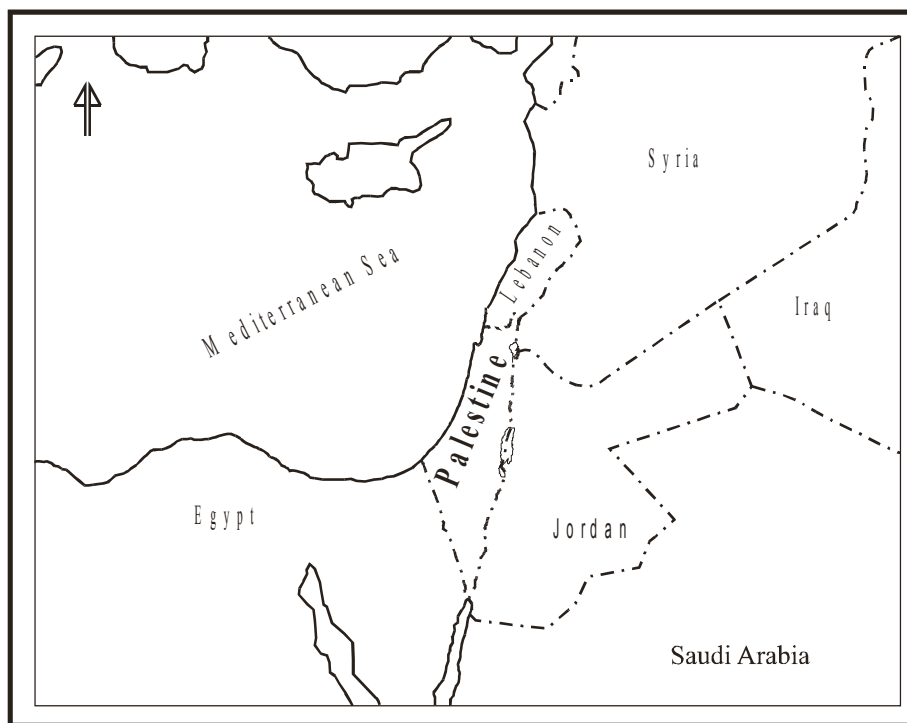 Syria
Lebanon
Mediterranean Sea
Iraq
Palestine
Egypt
Jordan
Saudi Arabia